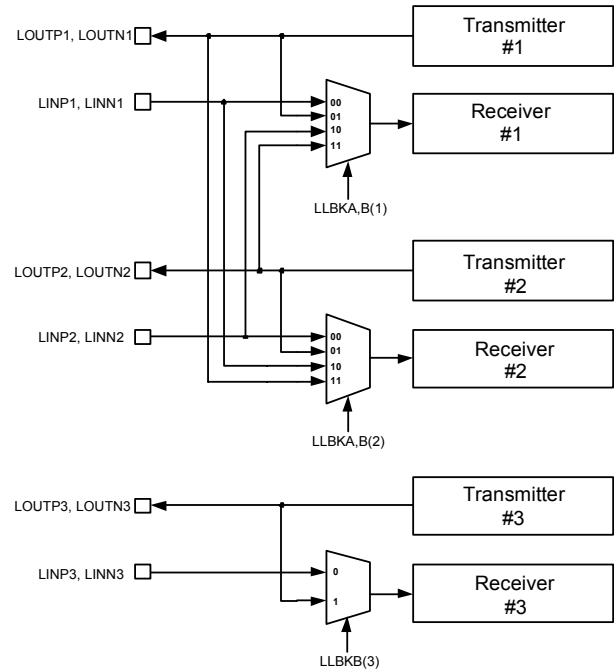 LOUTP1, LOUTN1
Transmitter
#1
LINP1, LINN1
00
01
10
11
Receiver
#1
LLBKA,B(1)
LOUTP2, LOUTN2
Transmitter
#2
LINP2, LINN2
00
01
10
11
Receiver
#2
LLBKA,B(2)
LOUTP3, LOUTN3
Transmitter
#3
LINP3, LINN3
0
1
Receiver
#3
LLBKB(3)